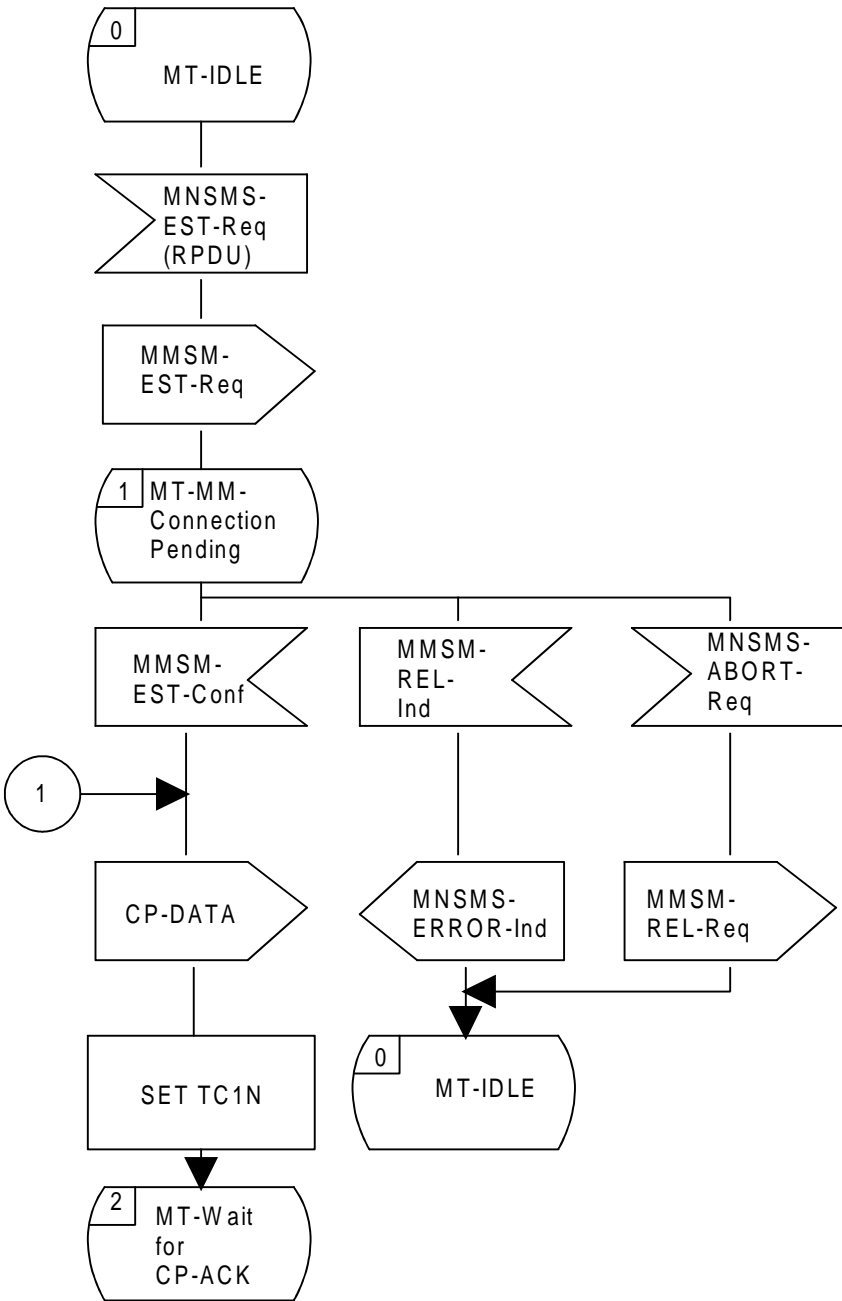 0
MT-IDLE
MNSMS-
EST-Req
(RPDU)
MMSM-
EST-Req
1
MT-MM-
Connection
Pending
MMSM-
EST-Conf
MMSM-
REL-
Ind
MNSMS-
ABORT-
Req
1
CP-DATA
MNSMS-
ERROR-Ind
MMSM-
REL-Req
SET TC1N
0
MT-IDLE
2
MT-Wait
for
CP-ACK